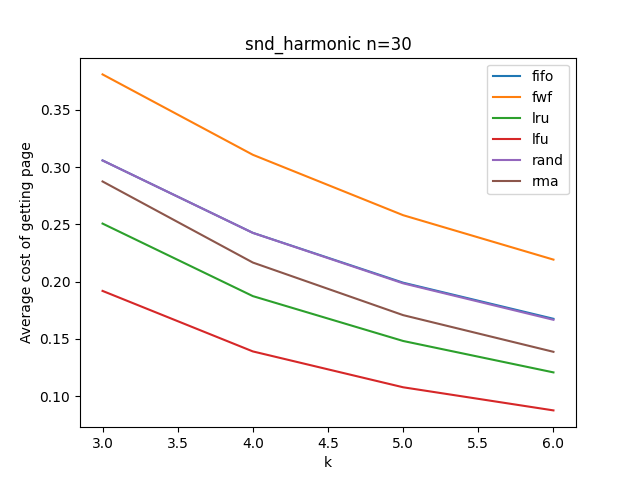 snd_harmonic n=30
Average cost of getting page
0.35
0.30
0.25
0.20
0.15
0.10
fifo
fwf
lru
lfu
rand
rma
3.0 3.5 4.0 4.5 5.0 5.5 6.0
k